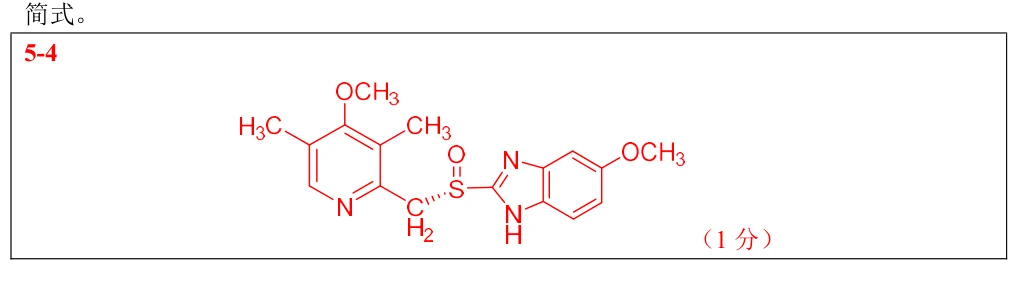 简式。
5-4
OCH3
H3C
CH3
O
N
OCH3
S
N
C
H2
N
H
（1 分）